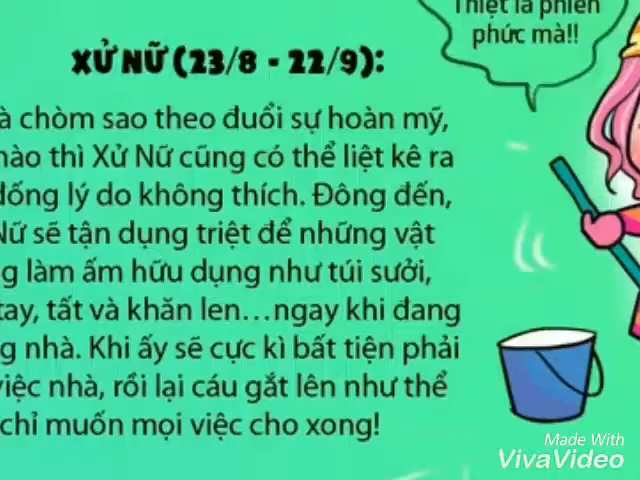 Thiệt là phiền
phức mà!!
XỬ NỮ (23/8 - 22/9):
à chòm sao theo đuổi sự hoàn mỹ,
nào thì Xử Nữ cũng có thể liệt kê ra
đống lý do không thích. Đông đến,
Nữ sẽ tận dụng triệt để những vật
g làm ấm hữu dụng như túi sưởi,
tay, tất và khăn len...ngay khi đang
g nhà. Khi ấy sẽ cực kì bất tiện phải
việc nhà, rồi lại cáu gắt lên như thể
chỉ muốn mọi việc cho xong!
Made With
VivaVideo